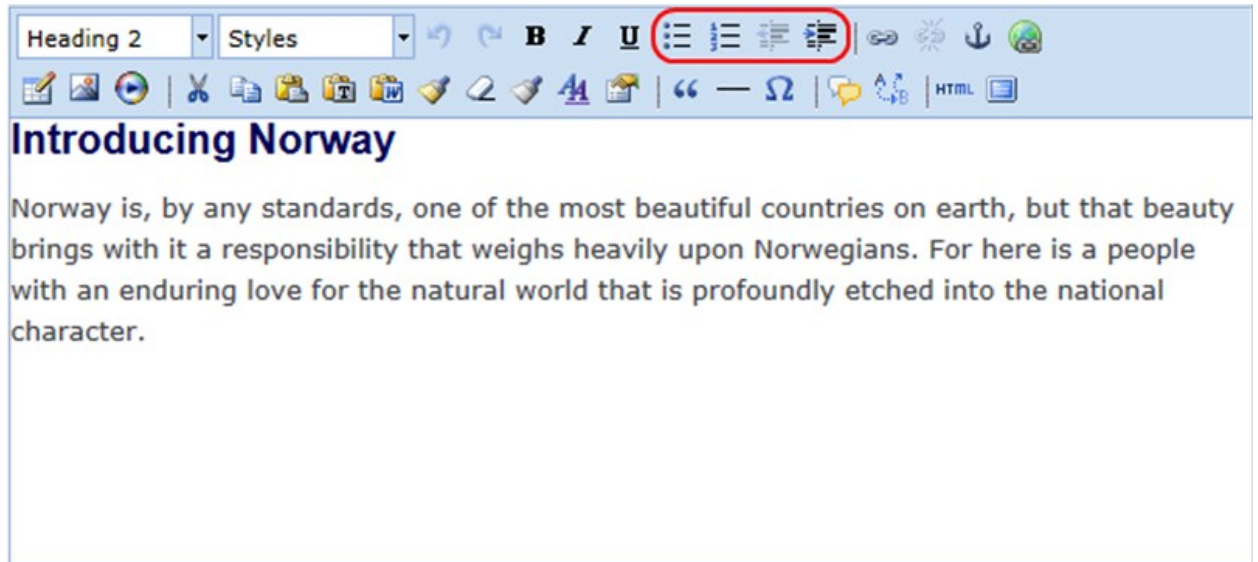 Heading 2 Styles B I U
T W A A “ — Ω A B HTML
Introducing Norway
Norway is, by any standards, one of the most beautiful countries on earth, but that beauty
brings with it a responsibility that weighs heavily upon Norwegians. For here is a people
with an enduring love for the natural world that is profoundly etched into the national
character.